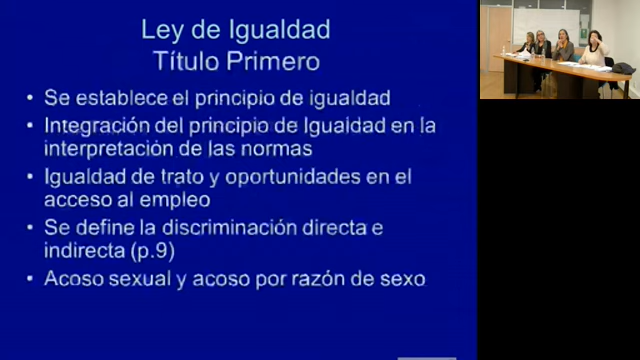 Ley de Igualdad
Título Primero
• Se establece el principio de igualdad
• Integración del principio de Igualdad en la
interpretación de las normas
• Igualdad de trato y oportunidades en el
acceso al empleo
• Se define la discriminación directa e
indirecta (p.9)
• Acoso sexual y acoso por razón de sexo